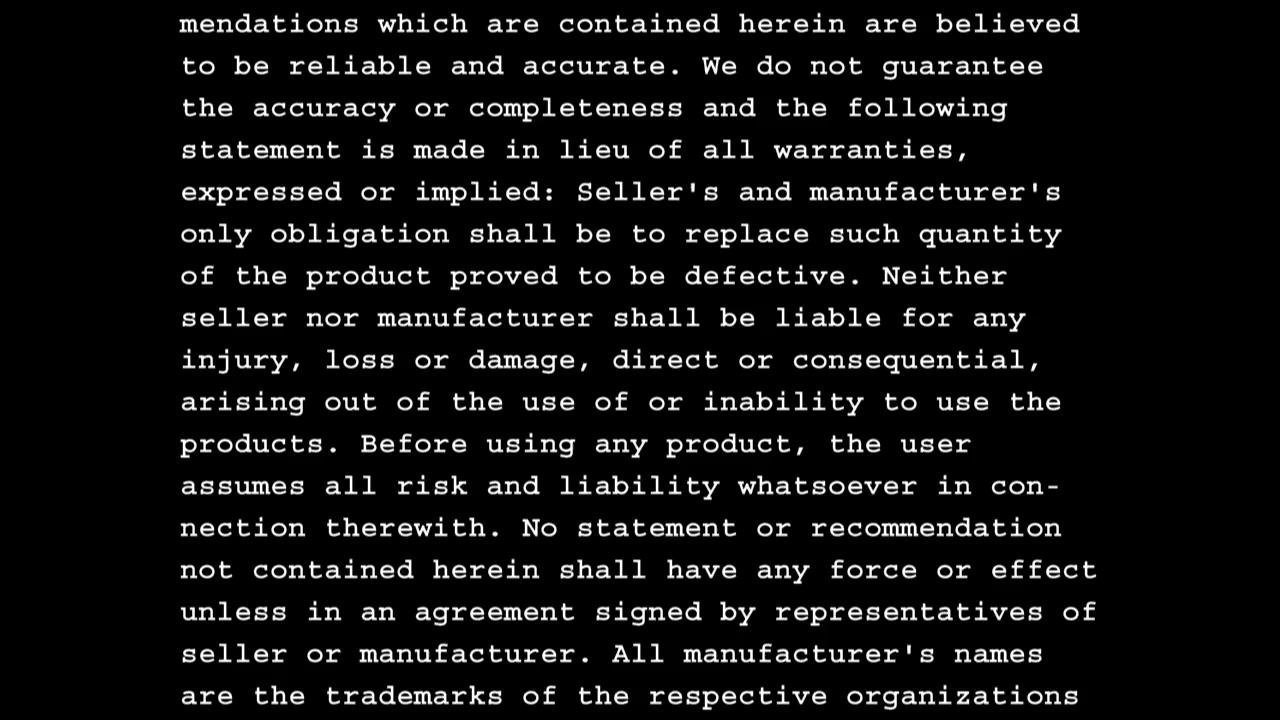 mendations which are contained herein are believed
to be reliable and accurate. We do not guarantee
the accuracy or completeness and the following
statement is made in lieu of all warranties,
expressed or implied: Seller's and manufacturer's
only obligation shall be to replace such quantity
of the product proved to be defective. Neither
seller nor manufacturer shall be liable for any
injury, loss or damage, direct or consequential,
arising out of the use of or inability to use the
products. Before using any product, the user
assumes all risk and liability whatsoever in con-
nection therewith. No statement or recommendation
not contained herein shall have any force or effect
unless in an agreement signed by representatives of
seller or manufacturer. All manufacturer's names
are the trademarks of the respective organizations